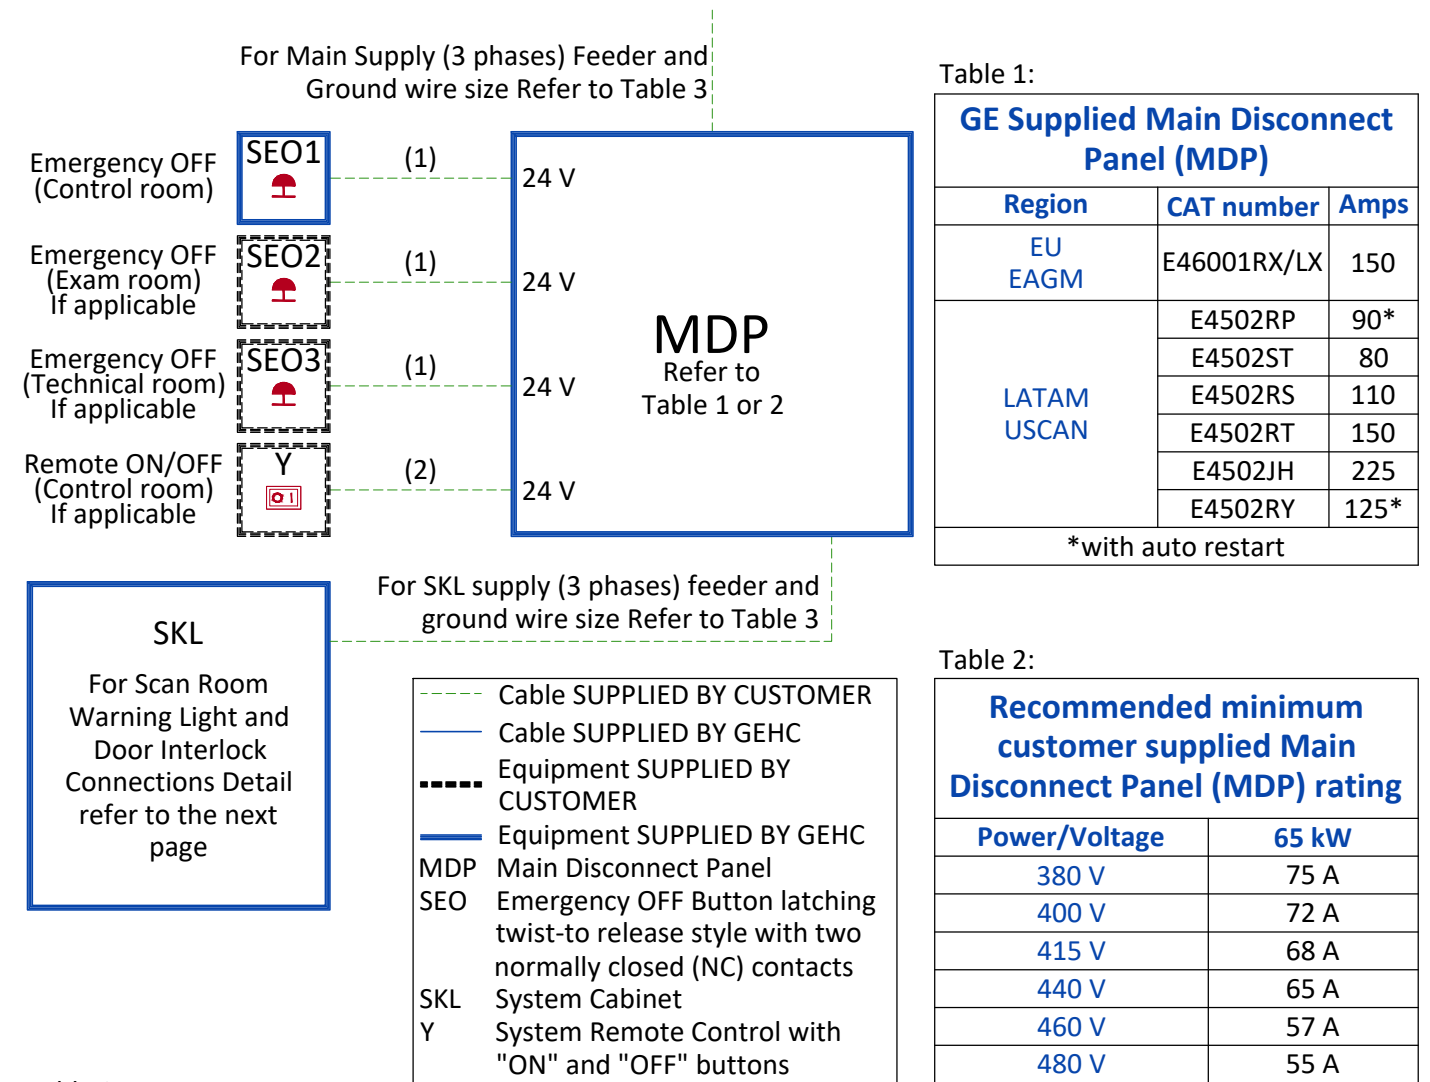 For Main Supply (3 phases) Feeder and
Ground wire size Refer to Table 3
Emergency OFF
(Control room)
SEO1
(1)
24 V
Emergency OFF
(Exam room)
If applicable
SEO2
(1)
24 V
Emergency OFF
(Technical room)
If applicable
SEO3
(1)
24 V
Remote ON/OFF
(Control room)
If applicable
Y
(2)
24 V
MDP
Refer to
Table 1 or 2
For SKL supply (3 phases) feeder and
ground wire size Refer to Table 3
SKL
For Scan Room
Warning Light and
Door Interlock
Connections Detail
refer to the next
page
Cable SUPPLIED BY CUSTOMER
Cable SUPPLIED BY GEHC
Equipment SUPPLIED BY
CUSTOMER
Equipment SUPPLIED BY GEHC
MDP Main Disconnect Panel
SEO Emergency OFF Button latching
twist-to release style with two
normally closed (NC) contacts
SKL System Cabinet
Y System Remote Control with
"ON" and "OFF" buttons
Table 1:
GE Supplied Main Disconnect
Panel (MDP)
Region CAT number Amps
EU
EAGM
E46001RX/LX 150
LATAM
USCAN
E4502RP 90*
E4502ST 80
E4502RS 110
E4502RT 150
E4502JH 225
E4502RY 125*
*with auto restart
Table 2:
Recommended minimum
customer supplied Main
Disconnect Panel (MDP) rating
Power/Voltage 65 kW
380 V 75 A
400 V 72 A
415 V 68 A
440 V 65 A
460 V 57 A
480 V 55 A